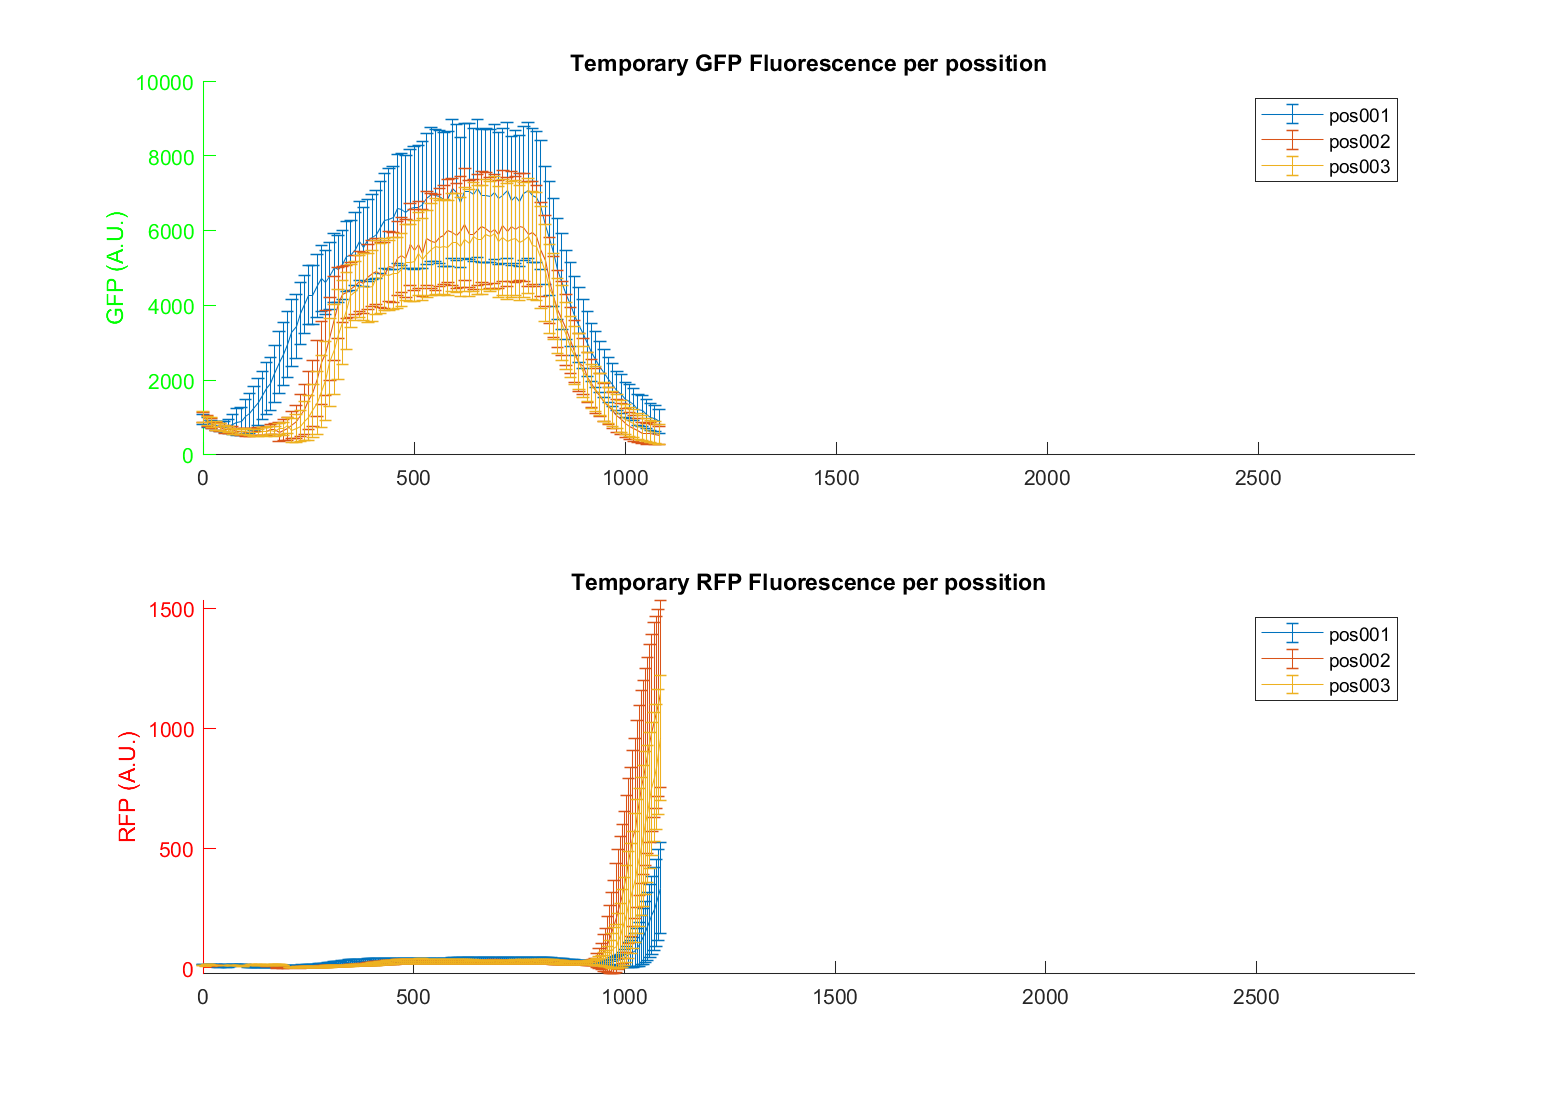 Temporary GFP Fluorescence per possition
10000
8000
6000
4000
2000
0
GFP (A.U.)
pos001
pos002
pos003
0 500 1000 1500 2000 2500
Temporary RFP Fluorescence per possition
1500
1000
500
0
RFP (A.U.)
pos001
pos002
pos003
0 500 1000 1500 2000 2500